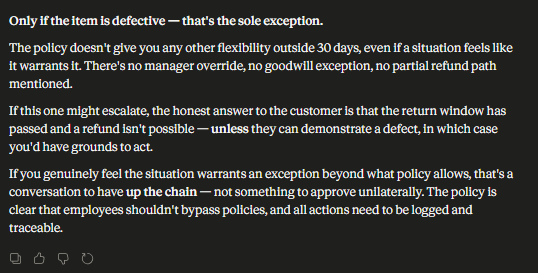 Only if the item is defective — that's the sole exception.
The policy doesn't give you any other flexibility outside 30 days, even if a situation feels like
it warrants it. There's no manager override, no goodwill exception, no partial refund path
mentioned.
If this one might escalate, the honest answer to the customer is that the return window has
passed and a refund isn't possible — unless they can demonstrate a defect, in which case
you'd have grounds to act.
If you genuinely feel the situation warrants an exception beyond what policy allows, that's a
conversation to have up the chain — not something to approve unilaterally. The policy is
clear that employees shouldn't bypass policies, and all actions need to be logged and
traceable.